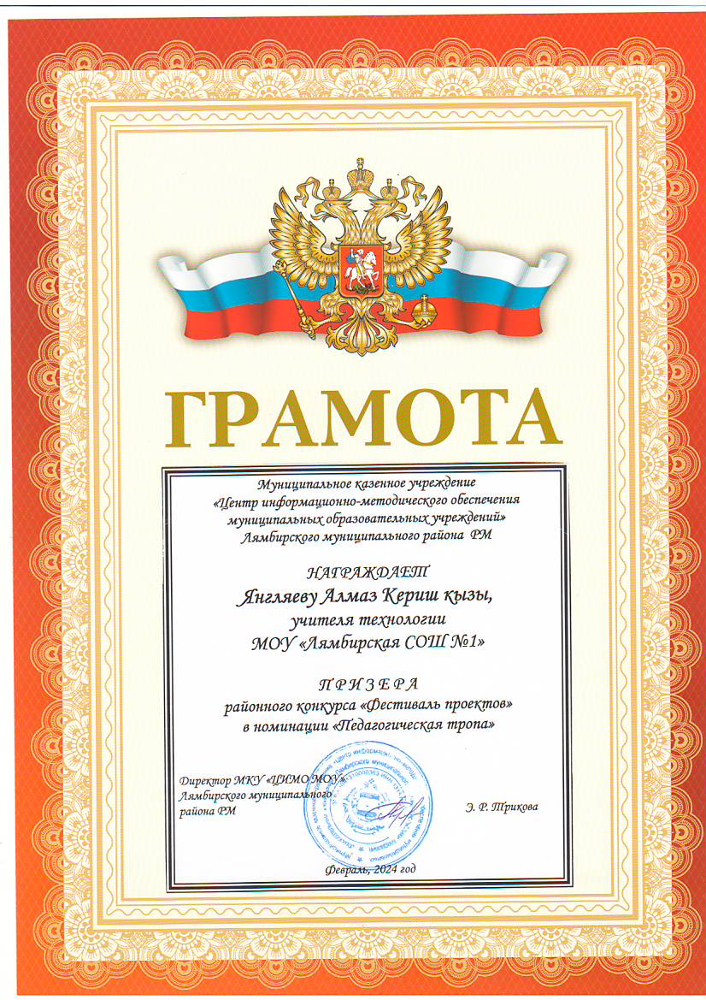 ГРАМОТА
Муниципальное казенное учреждение
«Центр информационно-методического обеспечения
муниципальных образовательных учреждений»
Лямбирского муниципального района РМ
НАГРАЖДАЕТ
Янгляеву Алмаз Кериш кызы,
учителя технологии
МОУ «Лямбирская СОШ №1»
ПРИЗЕРА
районного конкурса «Фестиваль проектов»
в номинации «Педагогическая тропа»
Директор МКУ «ЦИМО МОУ»
Лямбирского муниципального
района РМ
Э. Р. Трикова
Февраль, 2024 год